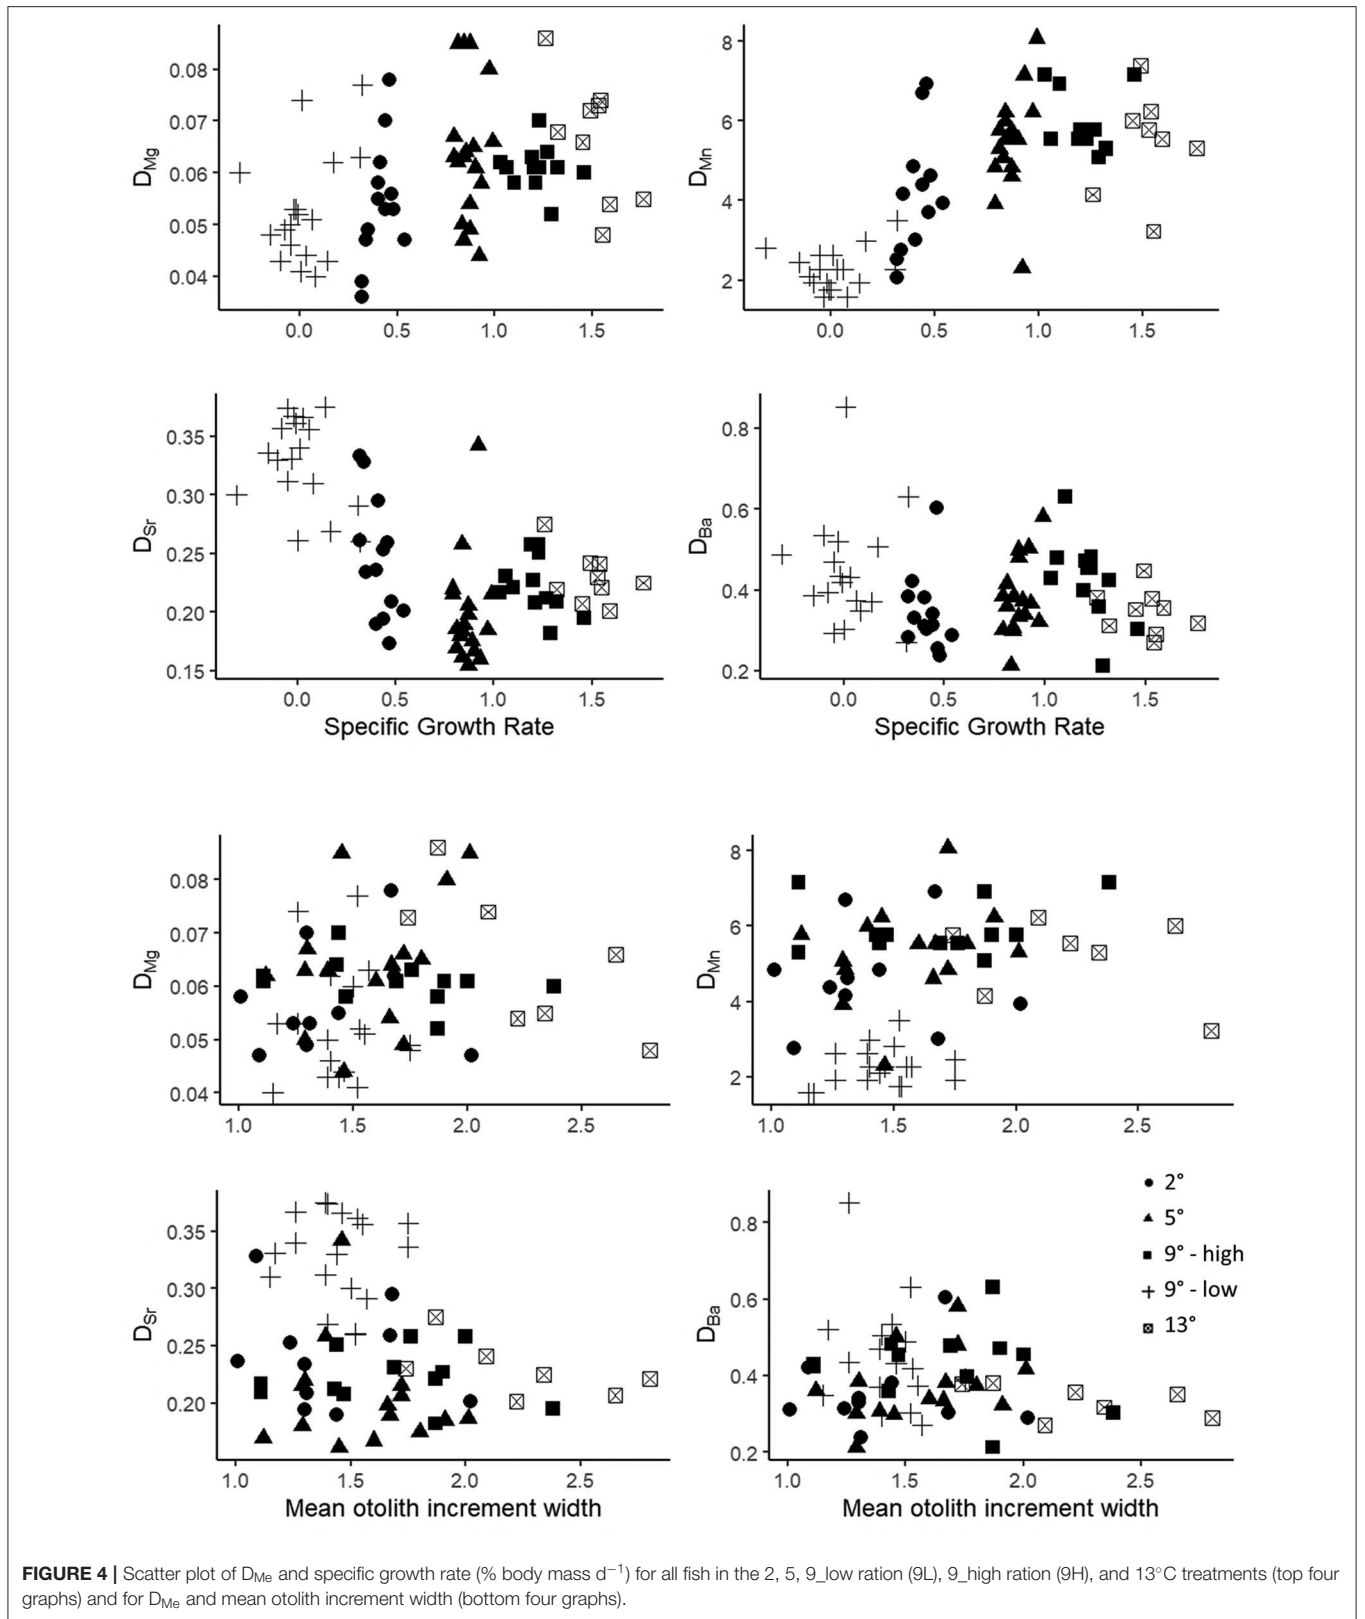 D_Mg
0.08
0.07
0.06
0.05
0.04
0.0 0.5 1.0 1.5
D_Mn
8
6
4
2
0.0 0.5 1.0 1.5
D_Sr
0.35
0.30
0.25
0.20
0.15
0.0 0.5 1.0 1.5
Specific Growth Rate
D_Ba
0.8
0.6
0.4
0.2
0.0 0.5 1.0 1.5
Specific Growth Rate
D_Mg
0.08
0.07
0.06
0.05
0.04
1.0 1.5 2.0 2.5
D_Mn
8
6
4
2
1.0 1.5 2.0 2.5
D_Sr
0.35
0.30
0.25
0.20
1.0 1.5 2.0 2.5
Mean otolith increment width
D_Ba
0.8
0.6
0.4
0.2
1.0 1.5 2.0 2.5
Mean otolith increment width
2°
5°
9° - high
9° - low
13°
FIGURE 4 | Scatter plot of D_Me and specific growth rate (% body mass d⁻¹) for all fish in the 2, 5, 9_low ration (9L), 9_high ration (9H), and 13°C treatments (top four
graphs) and for D_Me and mean otolith increment width (bottom four graphs).